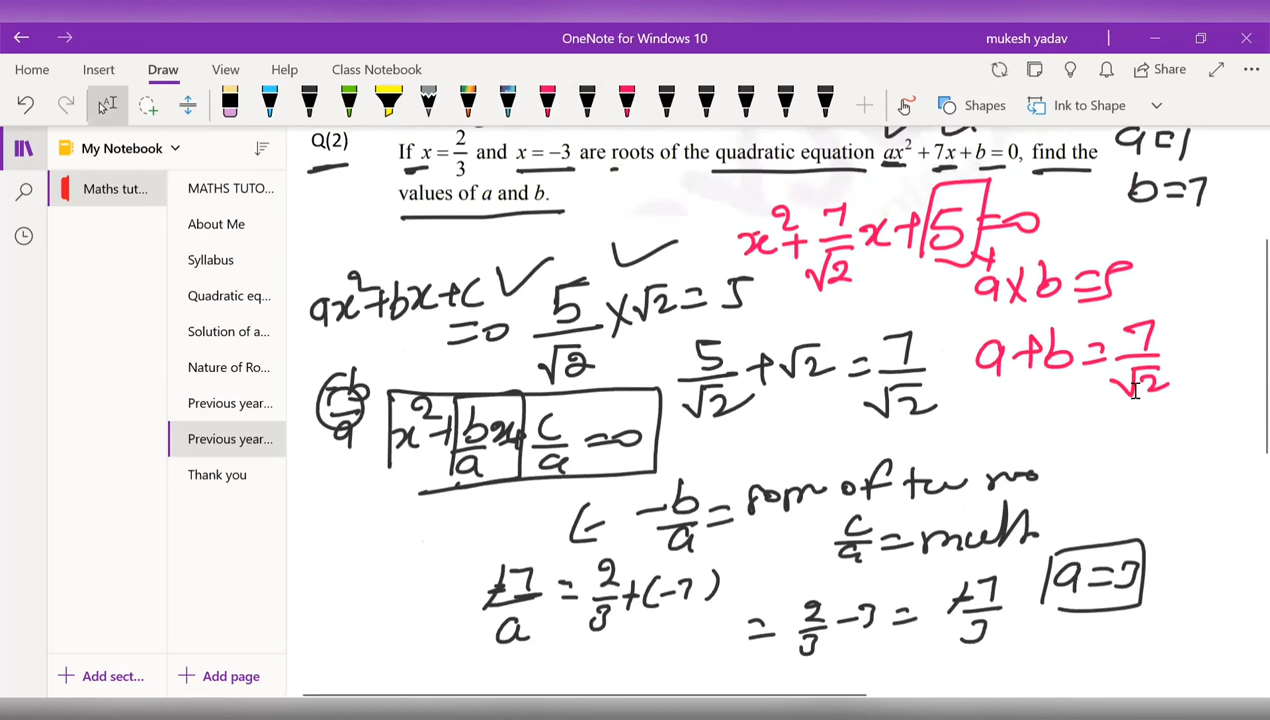 OneNote for Windows 10
mukesh yadav
Home Insert Draw View Help Class Notebook
Share
Shapes
Ink to Shape
My Notebook
Maths tut...
MATHS TUTO...
About Me
Syllabus
Quadratic eq...
Solution of a...
Nature of Ro...
Previous year...
Previous year...
Thank you
Add sect...
Add page
Q(2) If x = 2/3 and x = −3 are roots of the quadratic equation ax² + 7x + b = 0, find the
values of a and b.
a=1
b=7
x² + 7/√2 x + 5 = 0
a×b=5
a+b = 7/√2
ax²+bx+c
=0
5/√2 × √2 = 5
5/√2 + √2 = 7/√2
-b/a
x² + b/a x + c/a = 0
-b/a = som of tw
c/a = mult
-7/a = 2/3 + (-7)
= 2/3 - 3 = -7/3
a=3